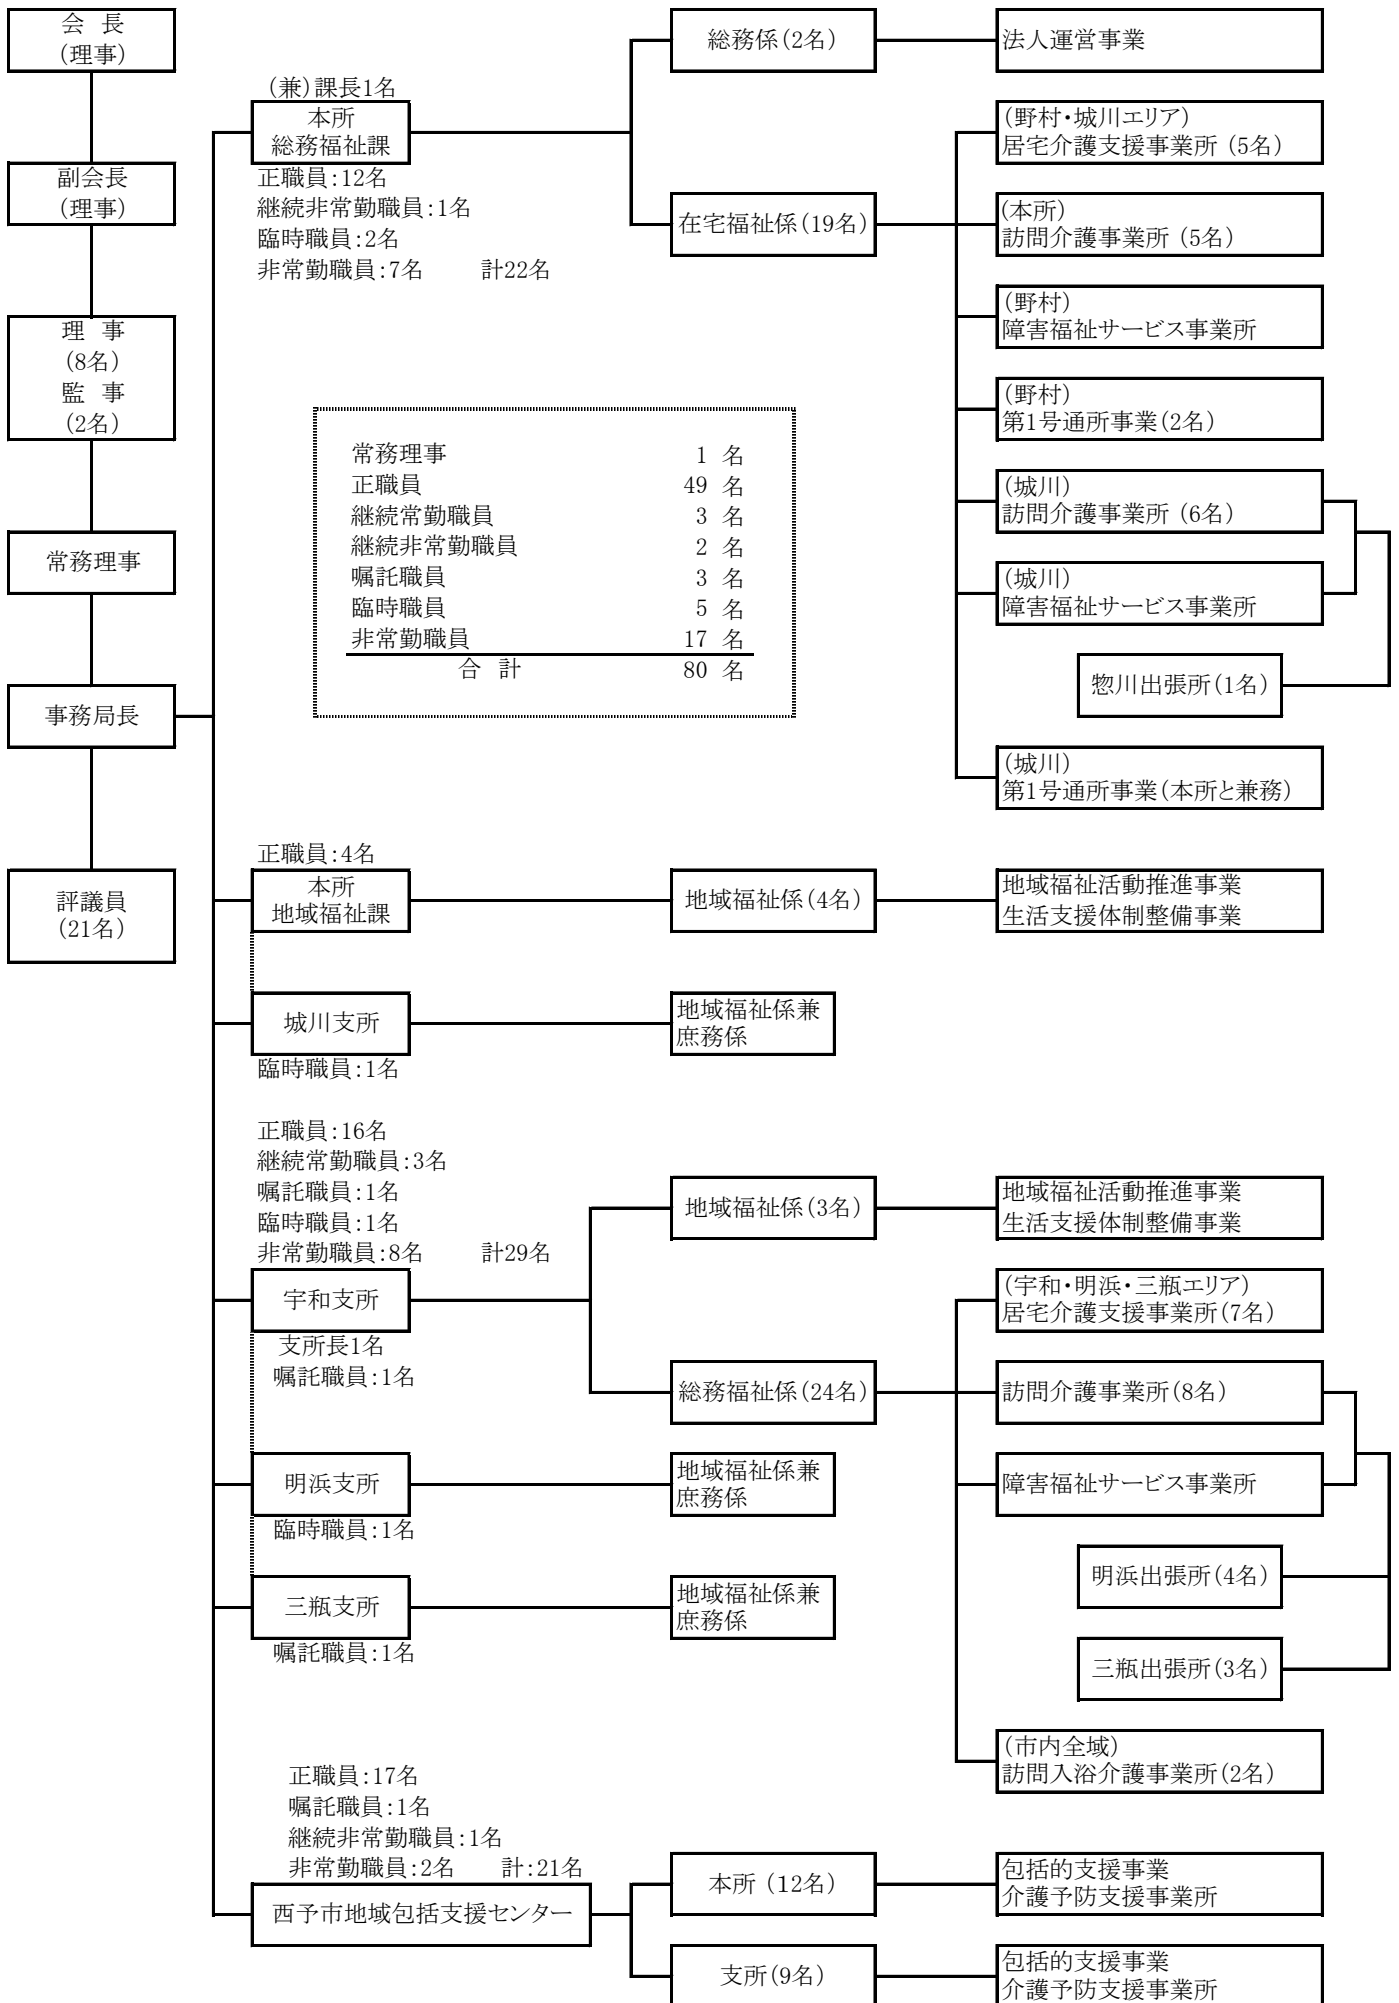 会 長
(理事)
副会長
(理事)
理 事
(8名)
監 事
(2名)
常務理事
事務局長
評議員
(21名)
(兼)課長1名
本所
総務福祉課
正職員:12名
継続非常勤職員:1名
臨時職員:2名
非常勤職員:7名 計22名
総務係(2名)
法人運営事業
在宅福祉係(19名)
(野村・城川エリア)
居宅介護支援事業所 (5名)
(本所)
訪問介護事業所 (5名)
(野村)
障害福祉サービス事業所
(野村)
第1号通所事業(2名)
(城川)
訪問介護事業所 (6名)
(城川)
障害福祉サービス事業所
惣川出張所(1名)
(城川)
第1号通所事業(本所と兼務)
常務理事 1 名
正職員 49 名
継続常勤職員 3 名
継続非常勤職員 2 名
嘱託職員 3 名
臨時職員 5 名
非常勤職員 17 名
合 計 80 名
正職員:4名
本所
地域福祉課
地域福祉係(4名)
地域福祉活動推進事業
生活支援体制整備事業
城川支所
臨時職員:1名
地域福祉係兼
庶務係
正職員:16名
継続常勤職員:3名
嘱託職員:1名
臨時職員:1名
非常勤職員:8名 計29名
宇和支所
支所長1名
嘱託職員:1名
地域福祉係(3名)
地域福祉活動推進事業
生活支援体制整備事業
総務福祉係(24名)
(宇和・明浜・三瓶エリア)
居宅介護支援事業所(7名)
訪問介護事業所(8名)
障害福祉サービス事業所
明浜出張所(4名)
三瓶出張所(3名)
(市内全域)
訪問入浴介護事業所(2名)
明浜支所
臨時職員:1名
地域福祉係兼
庶務係
三瓶支所
嘱託職員:1名
地域福祉係兼
庶務係
正職員:17名
嘱託職員:1名
継続非常勤職員:1名
非常勤職員:2名 計:21名
西予市地域包括支援センター
本所 (12名)
包括的支援事業
介護予防支援事業所
支所(9名)
包括的支援事業
介護予防支援事業所